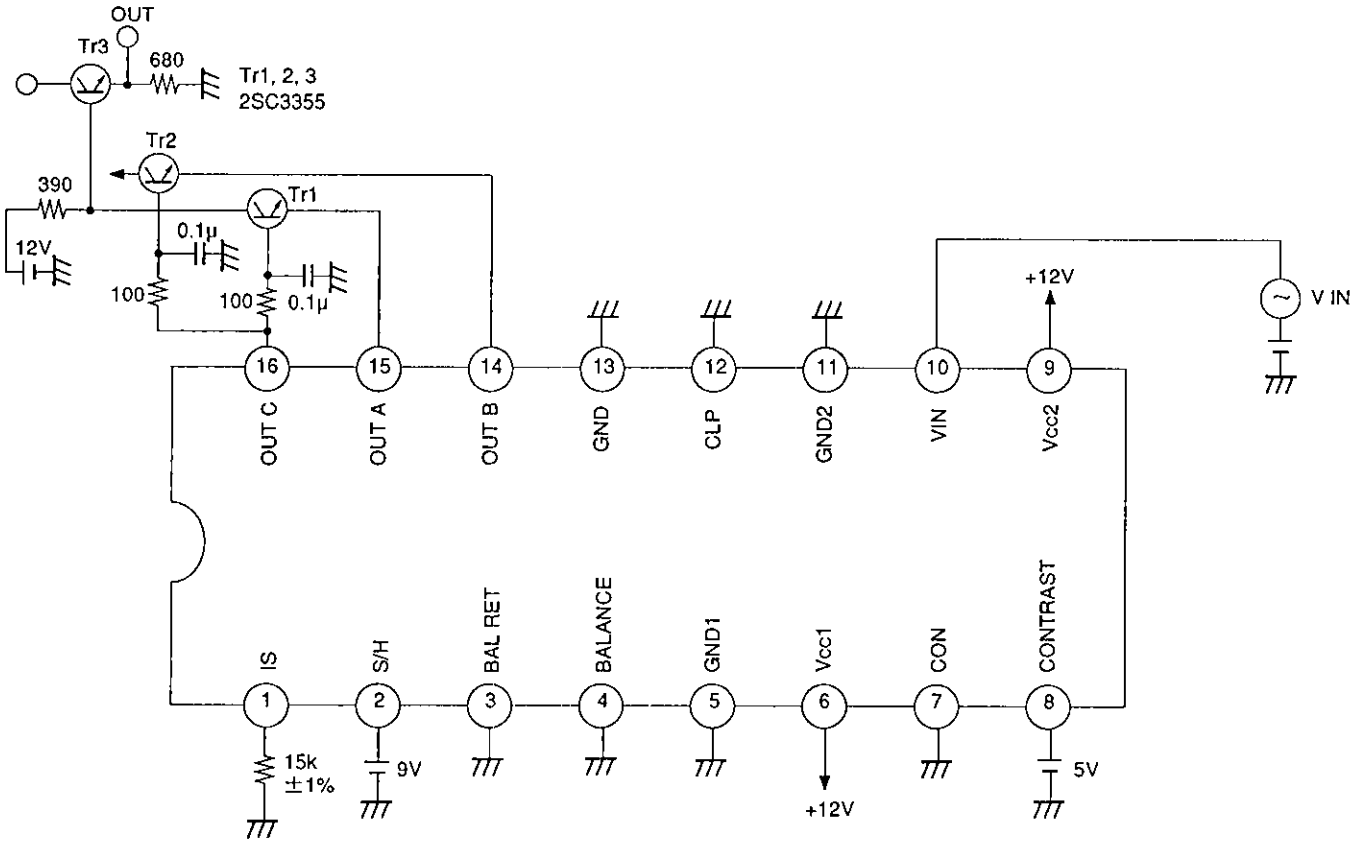 OUT
Tr3
680
Tr1, 2, 3
2SC3355
Tr2
390
Tr1
0.1μ
12V
100
100
0.1μ
+12V
V IN
~
16
15
14
13
12
11
10
9
OUT C
OUT A
OUT B
GND
CLP
GND2
VIN
Vcc2
IS
S/H
BAL RET
BALANCE
GND1
Vcc1
CON
CONTRAST
1
2
3
4
5
6
7
8
15k
±1%
9V
+12V
5V